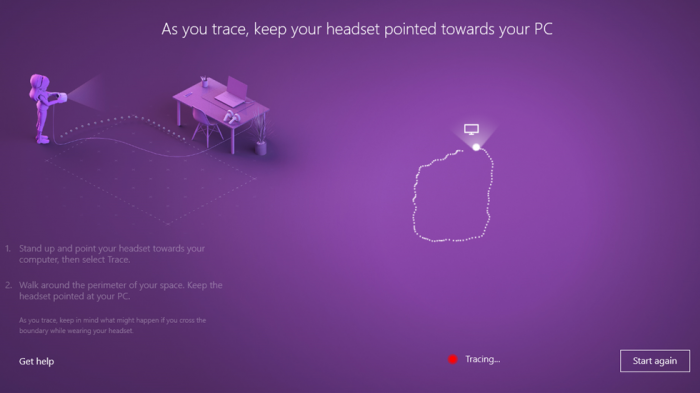 As you trace, keep your headset pointed towards your PC
1. Stand up and point your headset towards your
computer, then select Trace.
2. Walk around the perimeter of your space. Keep the
headset pointed at your PC.
As you trace, keep in mind what might happen if you cross the
boundary while wearing your headset.
Get help
Tracing...
Start again